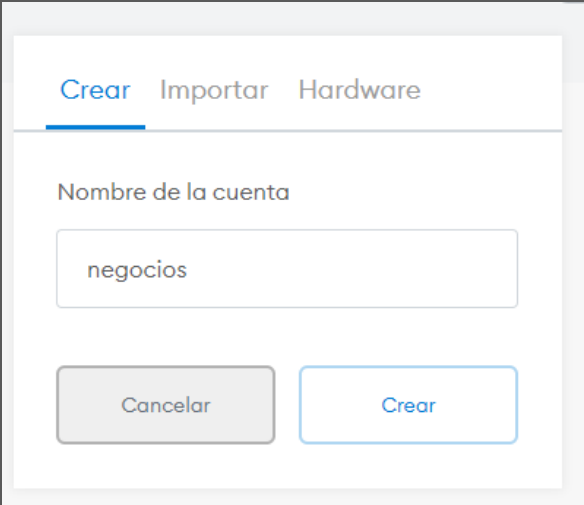 Crear Importar Hardware
Nombre de la cuenta
negocios
Cancelar Crear